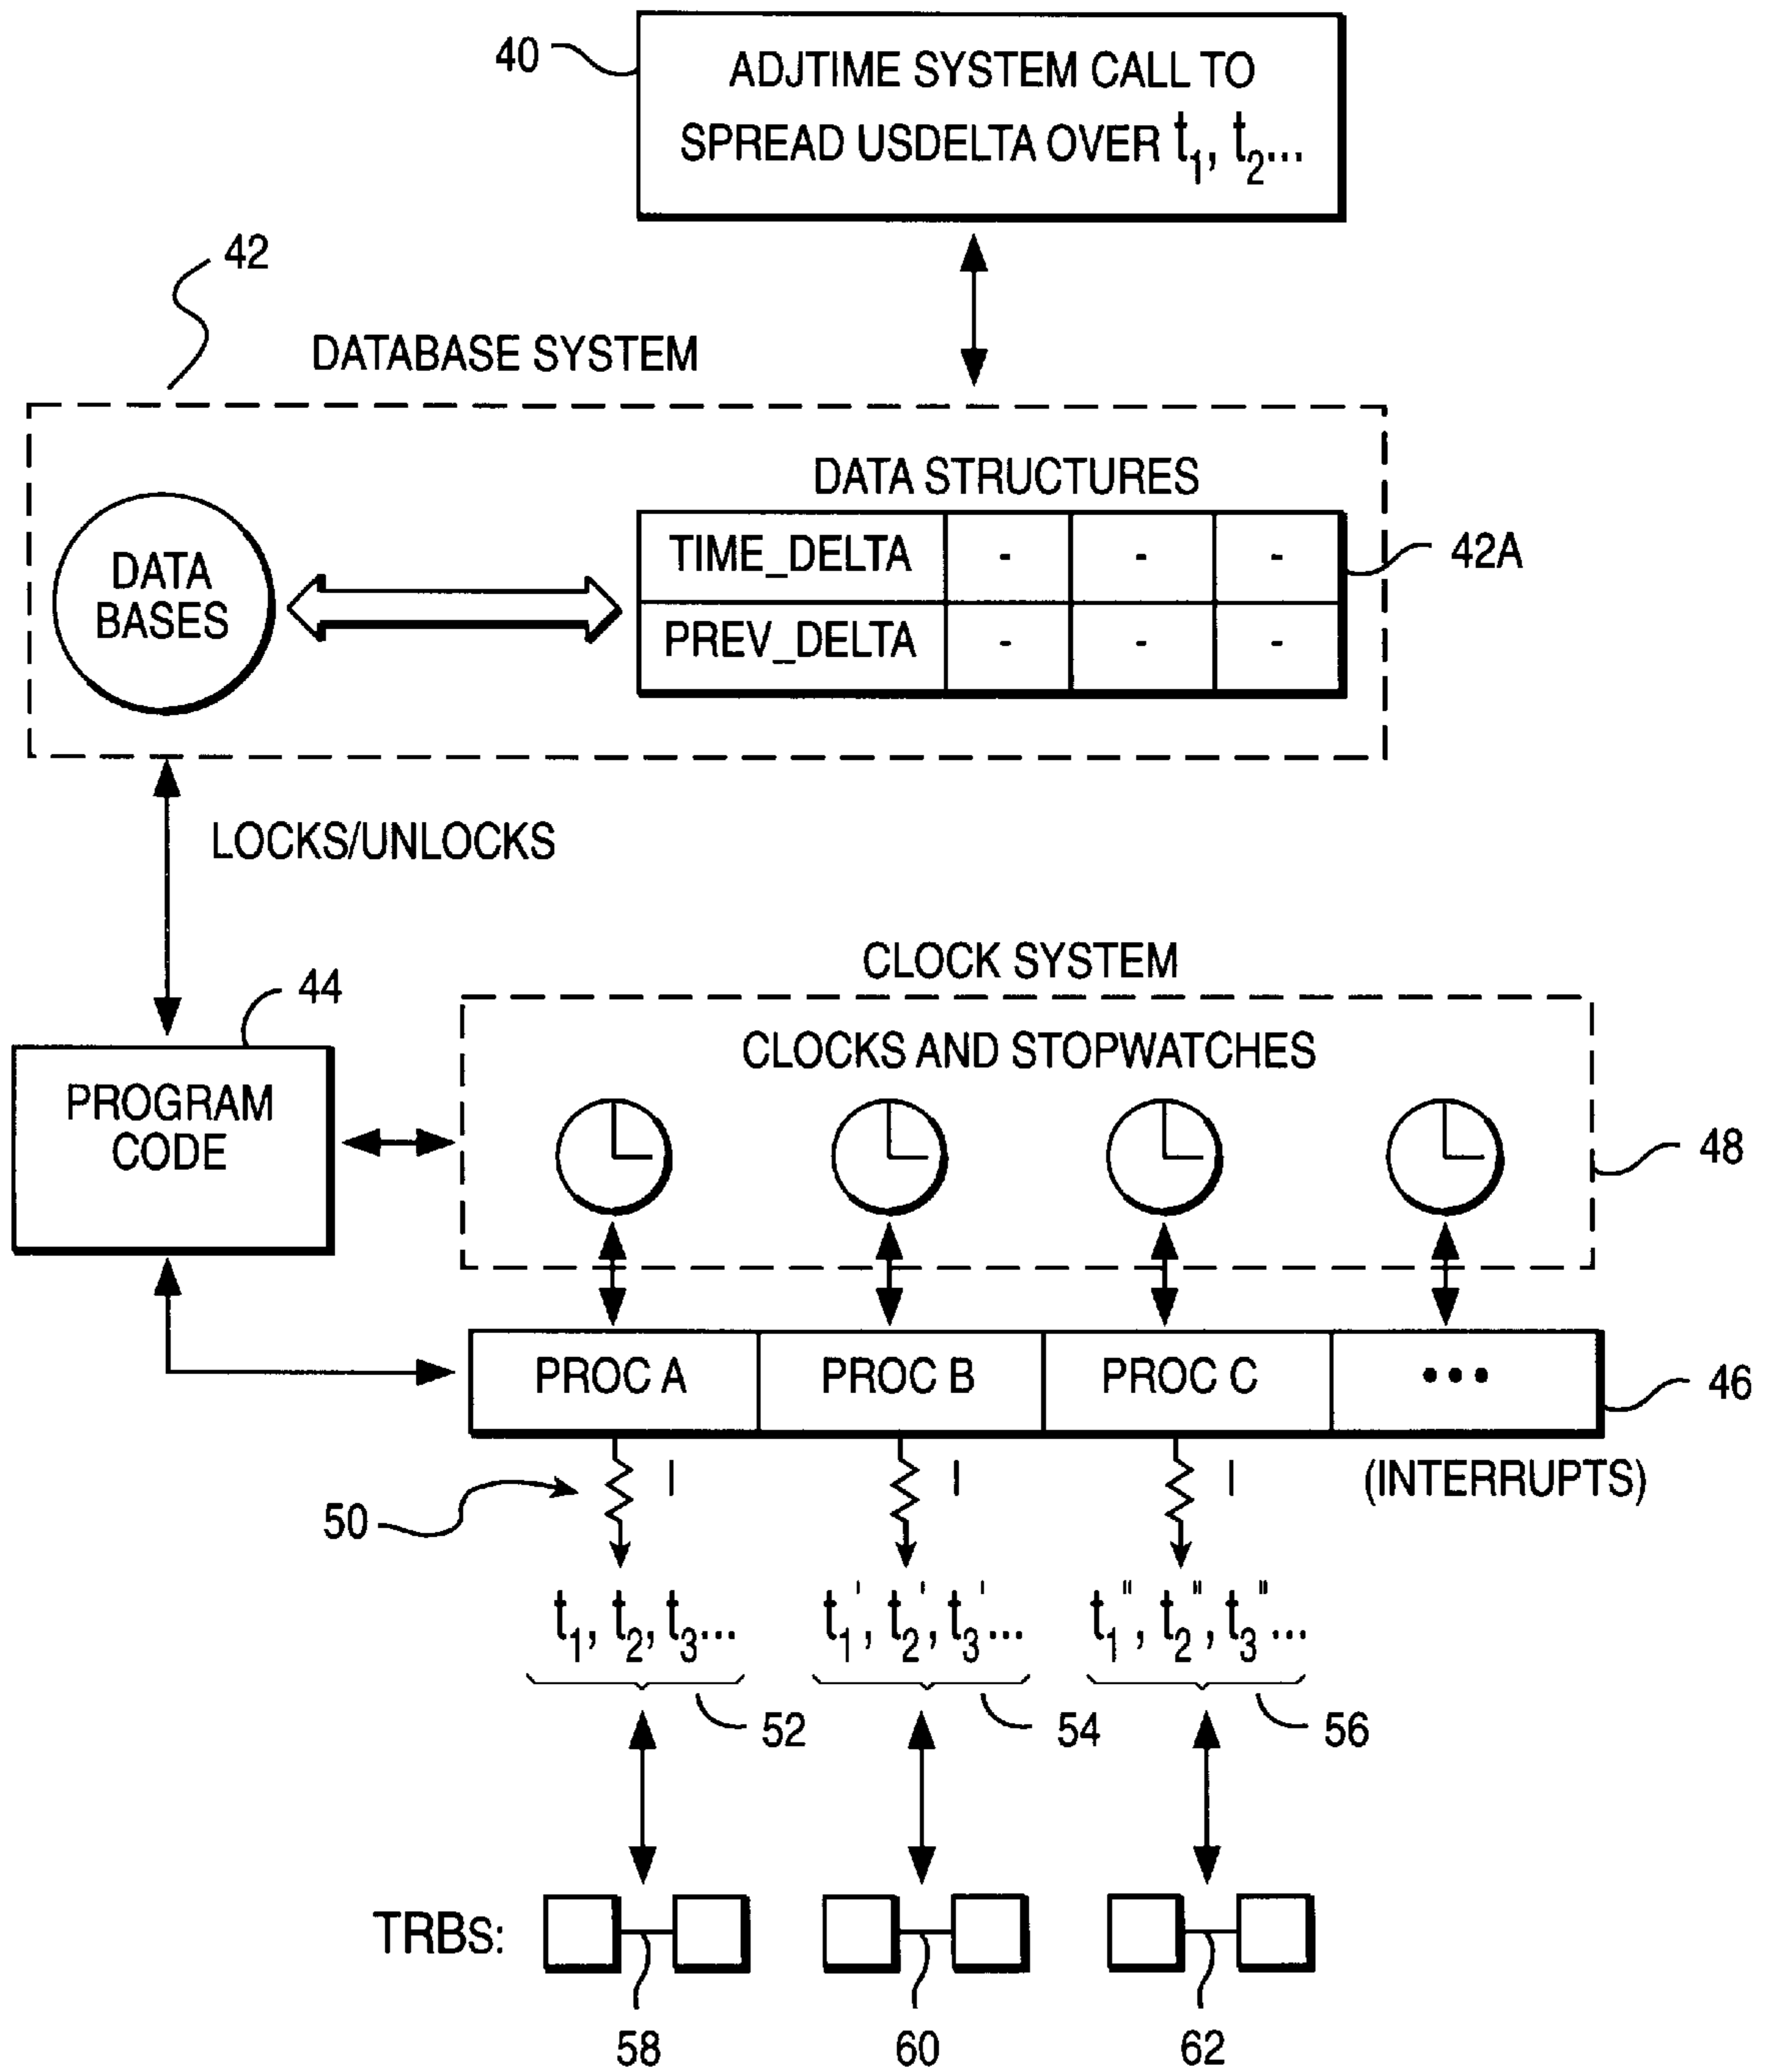 40
ADJTIME SYSTEM CALL TO
SPREAD USDELTA OVER t1, t2...
42
DATABASE SYSTEM
DATA STRUCTURES
DATA
BASES
TIME_DELTA - - -
PREV_DELTA - - -
42A
LOCKS/UNLOCKS
44
PROGRAM
CODE
CLOCK SYSTEM
CLOCKS AND STOPWATCHES
48
PROC A PROC B PROC C •••
46
50
I I I (INTERRUPTS)
t1, t2, t3... t1', t2', t3'... t1", t2", t3"...
52 54 56
TRBS:
58 60 62